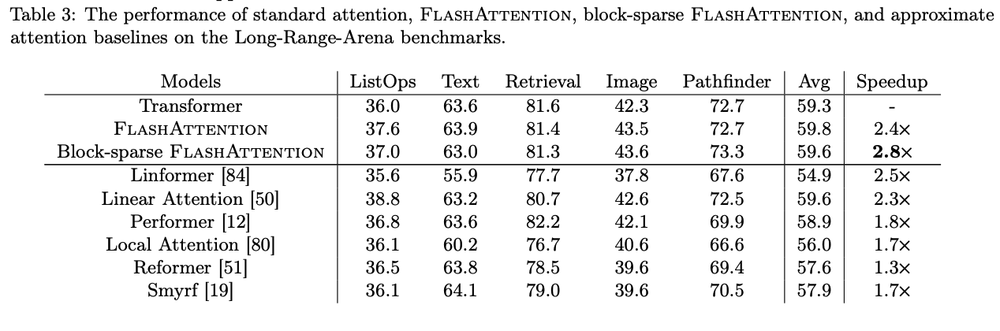 Table 3: The performance of standard attention, FLASHATTENTION, block-sparse FLASHATTENTION, and approximate
attention baselines on the Long-Range-Arena benchmarks.
Models ListOps Text Retrieval Image Pathfinder Avg Speedup
Transformer 36.0 63.6 81.6 42.3 72.7 59.3 -
FLASHATTENTION 37.6 63.9 81.4 43.5 72.7 59.8 2.4×
Block-sparse FLASHATTENTION 37.0 63.0 81.3 43.6 73.3 59.6 2.8×
Linformer [84] 35.6 55.9 77.7 37.8 67.6 54.9 2.5×
Linear Attention [50] 38.8 63.2 80.7 42.6 72.5 59.6 2.3×
Performer [12] 36.8 63.6 82.2 42.1 69.9 58.9 1.8×
Local Attention [80] 36.1 60.2 76.7 40.6 66.6 56.0 1.7×
Reformer [51] 36.5 63.8 78.5 39.6 69.4 57.6 1.3×
Smyrf [19] 36.1 64.1 79.0 39.6 70.5 57.9 1.7×